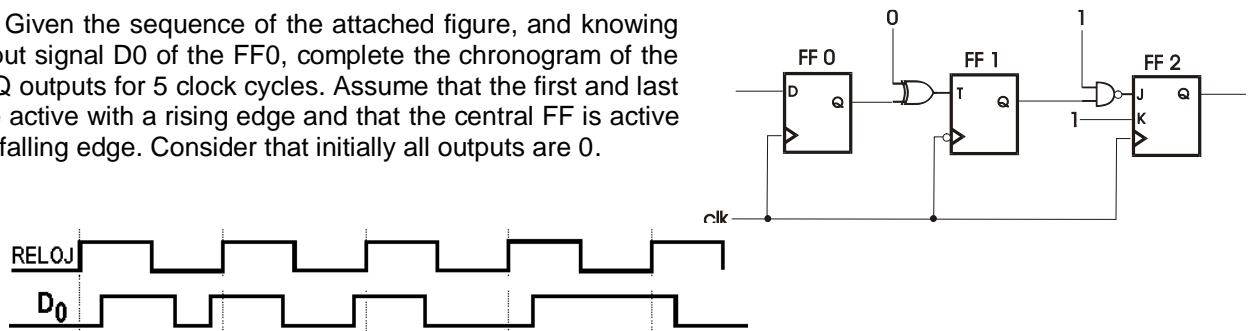 Given the sequence of the attached figure, and knowing
out signal D0 of the FF0, complete the chronogram of the
Q outputs for 5 clock cycles. Assume that the first and last
active with a rising edge and that the central FF is active
falling edge. Consider that initially all outputs are 0.
0
1
FF 0
FF 1
FF 2
D
Q
T
Q
J
Q
1
K
clk
RELOJ
D0